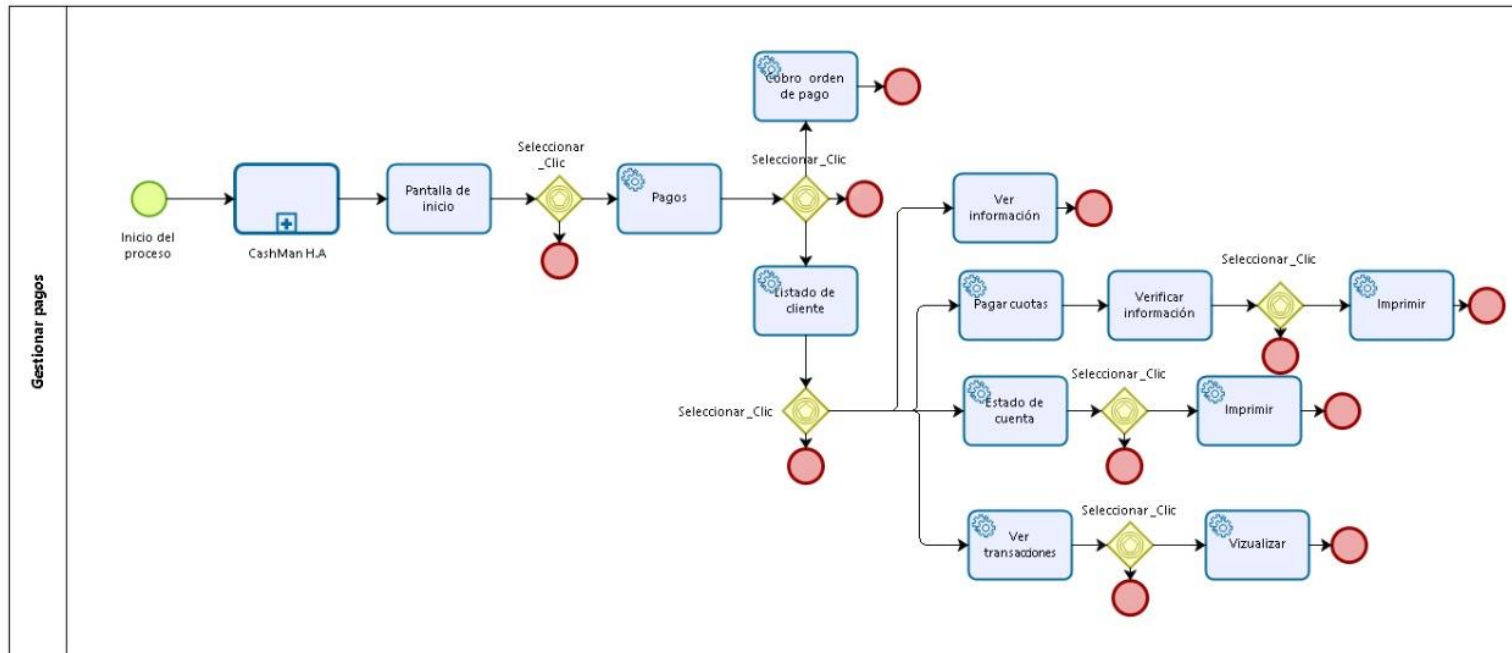 Gestionar pagos
Inicio del
proceso
CashMan H.A
Pantalla de
inicio
Seleccionar
_Clic
Pagos
Seleccionar_Clic
Cobro orden
de pago
Listado de
cliente
Seleccionar_Clic
Ver
información
Pagar cuotas
Verificar
información
Seleccionar_Clic
Imprimir
Estado de
cuenta
Seleccionar_Clic
Imprimir
Ver
transacciones
Seleccionar_Clic
Vizualizar